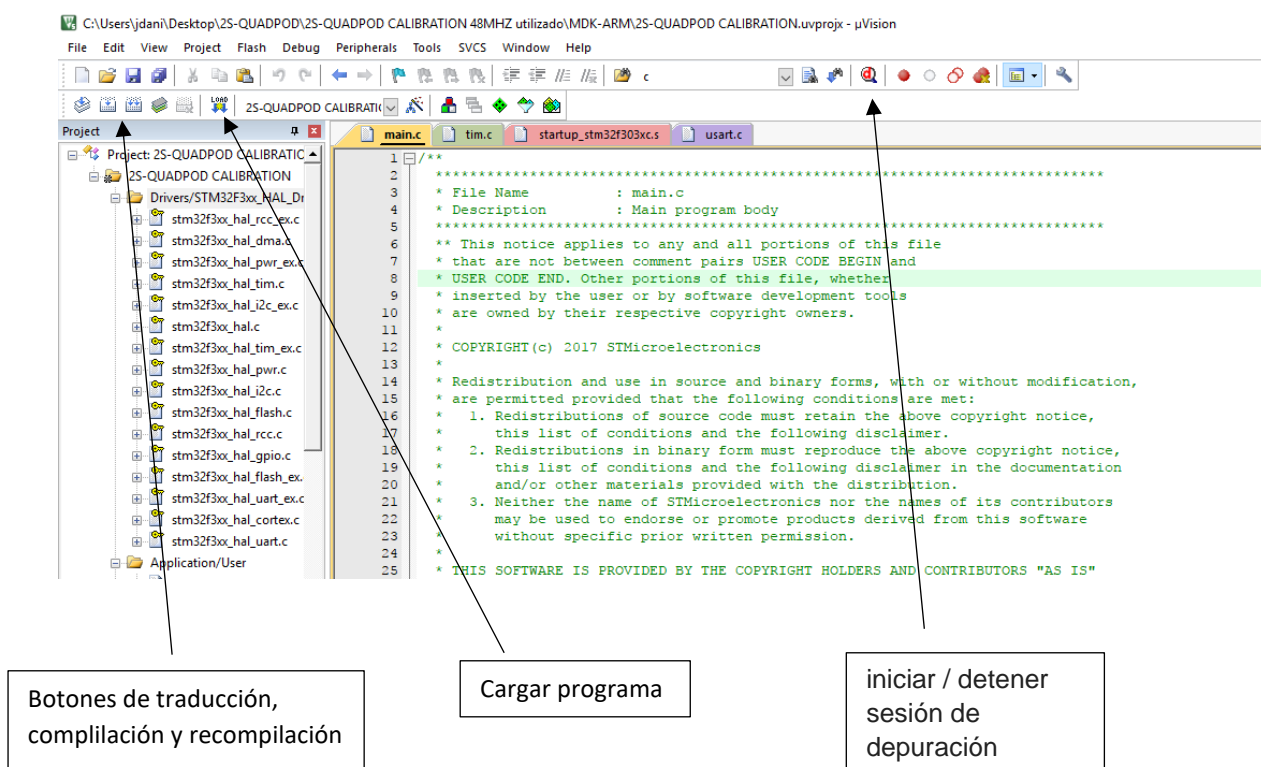 C:\Users\jdani\Desktop\2S-QUADPOD\2S-QUADPOD CALIBRATION 48MHZ utilizado\MDK-ARM\2S-QUADPOD CALIBRATION.uvprojx - µVision
File Edit View Project Flash Debug Peripherals Tools SVCS Window Help
c
LOAD
2S-QUADPOD CALIBRATI
Project
main.c tim.c startup_stm32f303xc.s usart.c
Project: 2S-QUADPOD CALIBRATIC
2S-QUADPOD CALIBRATION
Drivers/STM32F3xx_HAL_Dr
stm32f3xx_hal_rcc_ex.c
stm32f3xx_hal_dma.c
stm32f3xx_hal_pwr_ex.c
stm32f3xx_hal_tim.c
stm32f3xx_hal_i2c_ex.c
stm32f3xx_hal.c
stm32f3xx_hal_tim_ex.c
stm32f3xx_hal_pwr.c
stm32f3xx_hal_i2c.c
stm32f3xx_hal_flash.c
stm32f3xx_hal_rcc.c
stm32f3xx_hal_gpio.c
stm32f3xx_hal_flash_ex.
stm32f3xx_hal_uart_ex.c
stm32f3xx_hal_cortex.c
stm32f3xx_hal_uart.c
Application/User
1 /**
2 ******************************************************************************
3 * File Name : main.c
4 * Description : Main program body
5 ******************************************************************************
6 ** This notice applies to any and all portions of this file
7 * that are not between comment pairs USER CODE BEGIN and
8 * USER CODE END. Other portions of this file, whether
9 * inserted by the user or by software development tools
10 * are owned by their respective copyright owners.
11 *
12 * COPYRIGHT(c) 2017 STMicroelectronics
13 *
14 * Redistribution and use in source and binary forms, with or without modification,
15 * are permitted provided that the following conditions are met:
16 * 1. Redistributions of source code must retain the above copyright notice,
17 * this list of conditions and the following disclaimer.
18 * 2. Redistributions in binary form must reproduce the above copyright notice,
19 * this list of conditions and the following disclaimer in the documentation
20 * and/or other materials provided with the distribution.
21 * 3. Neither the name of STMicroelectronics nor the names of its contributors
22 * may be used to endorse or promote products derived from this software
23 * without specific prior written permission.
24 *
25 * THIS SOFTWARE IS PROVIDED BY THE COPYRIGHT HOLDERS AND CONTRIBUTORS "AS IS"
Botones de traducción,
complilación y recompilación
Cargar programa
iniciar / detener
sesión de
depuración